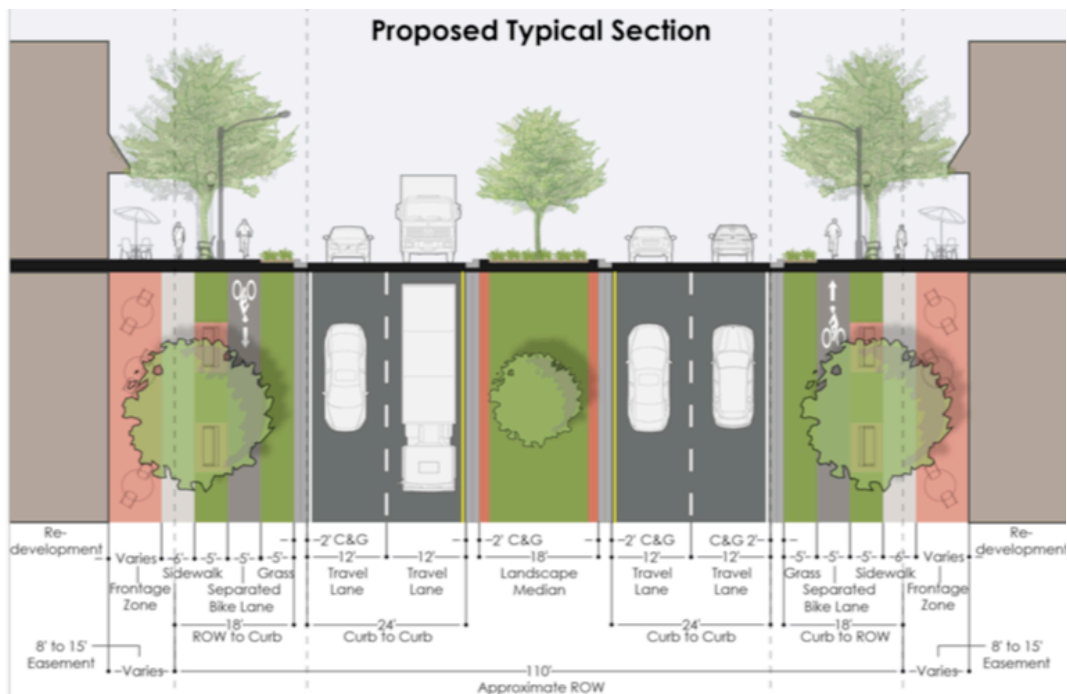 Proposed Typical Section
Re-
development
Varies
Frontage
Zone
6'
Sidewalk
5'
5'
Separated
Bike Lane
5'
Grass
2' C&G
12'
Travel
Lane
12'
Travel
Lane
2' C&G
18'
Landscape
Median
2' C&G
12'
Travel
Lane
C&G 2'
12'
Travel
Lane
5'
Grass
5'
Separated
Bike Lane
5'
6'
Sidewalk
Varies
Frontage
Zone
Re-
development
18'
ROW to Curb
24'
Curb to Curb
24'
Curb to Curb
18'
Curb to ROW
8' to 15'
Easement
Varies
110'
Approximate ROW
Varies
8' to 15'
Easement